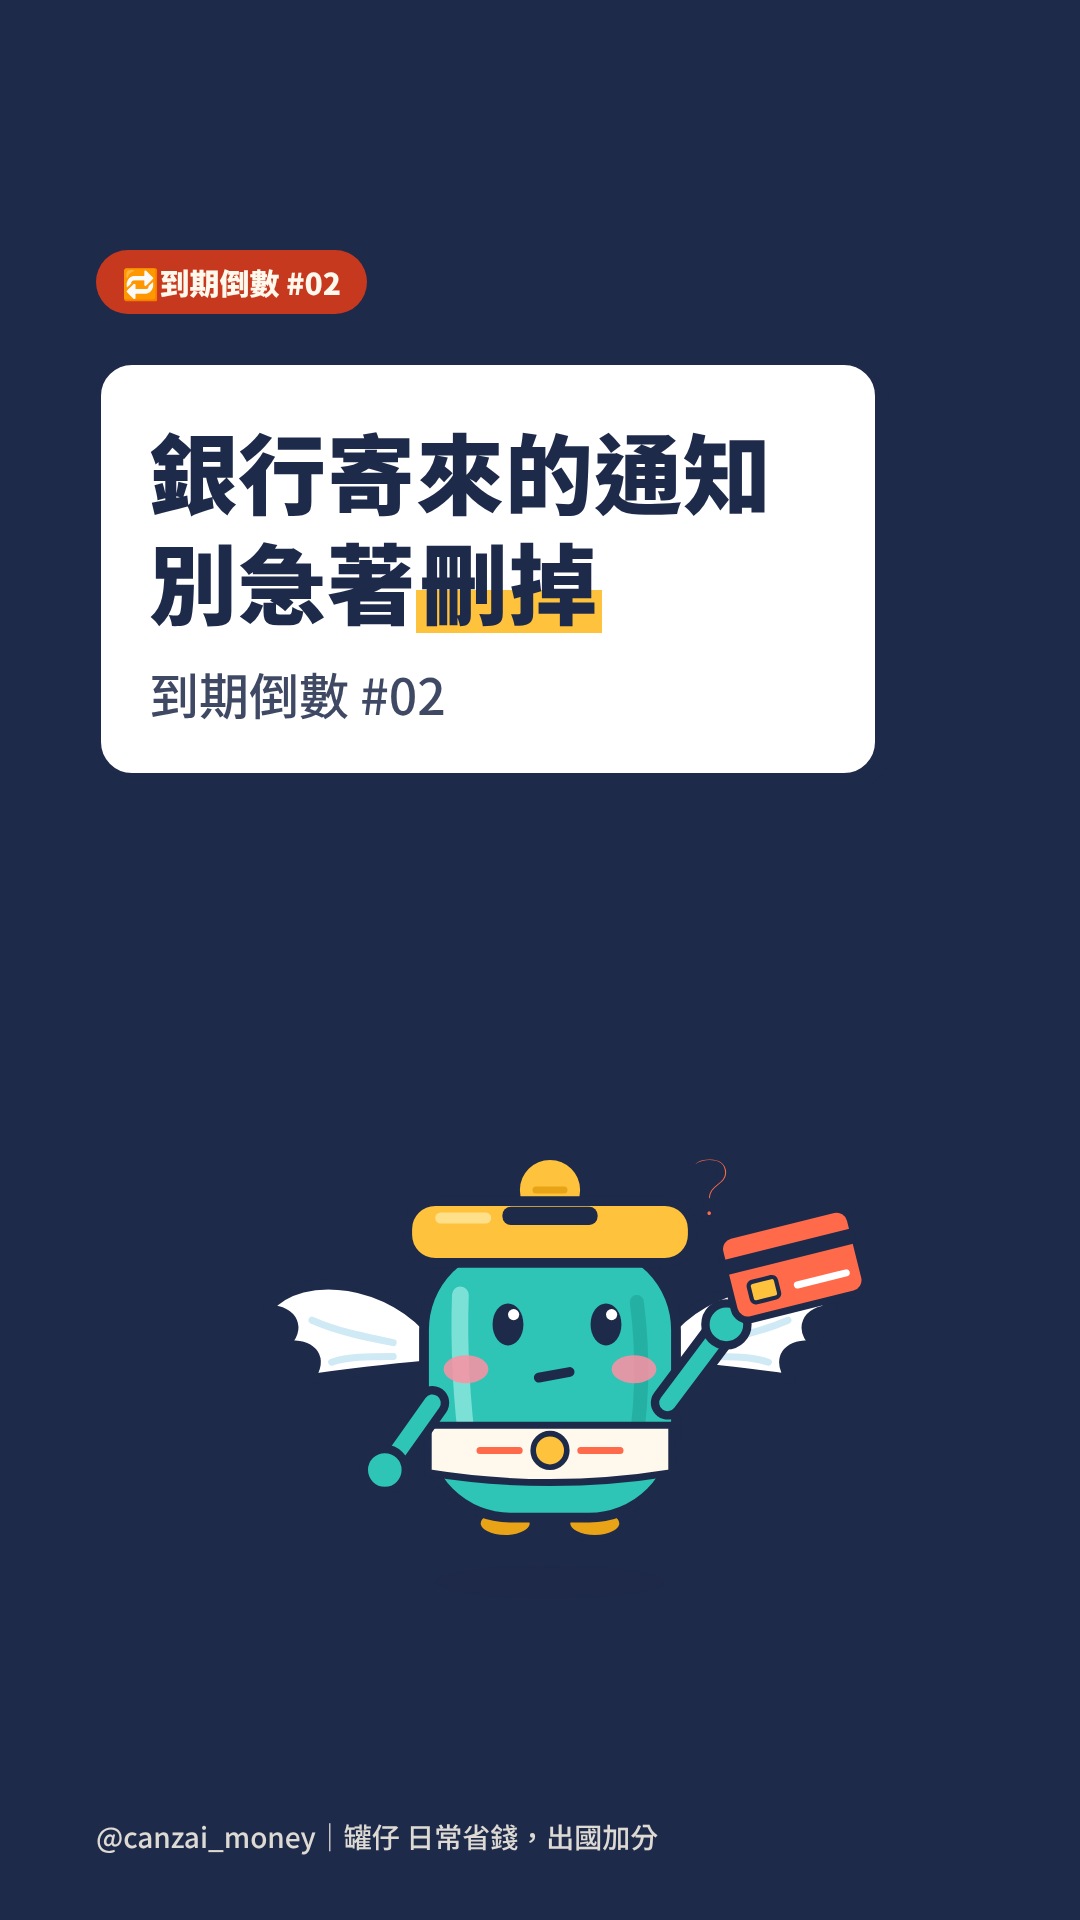 🔁到期倒數 #02
銀行寄來的通知
別急著刪掉
到期倒數 #02
?
@canzai_money｜罐仔 日常省錢，出國加分